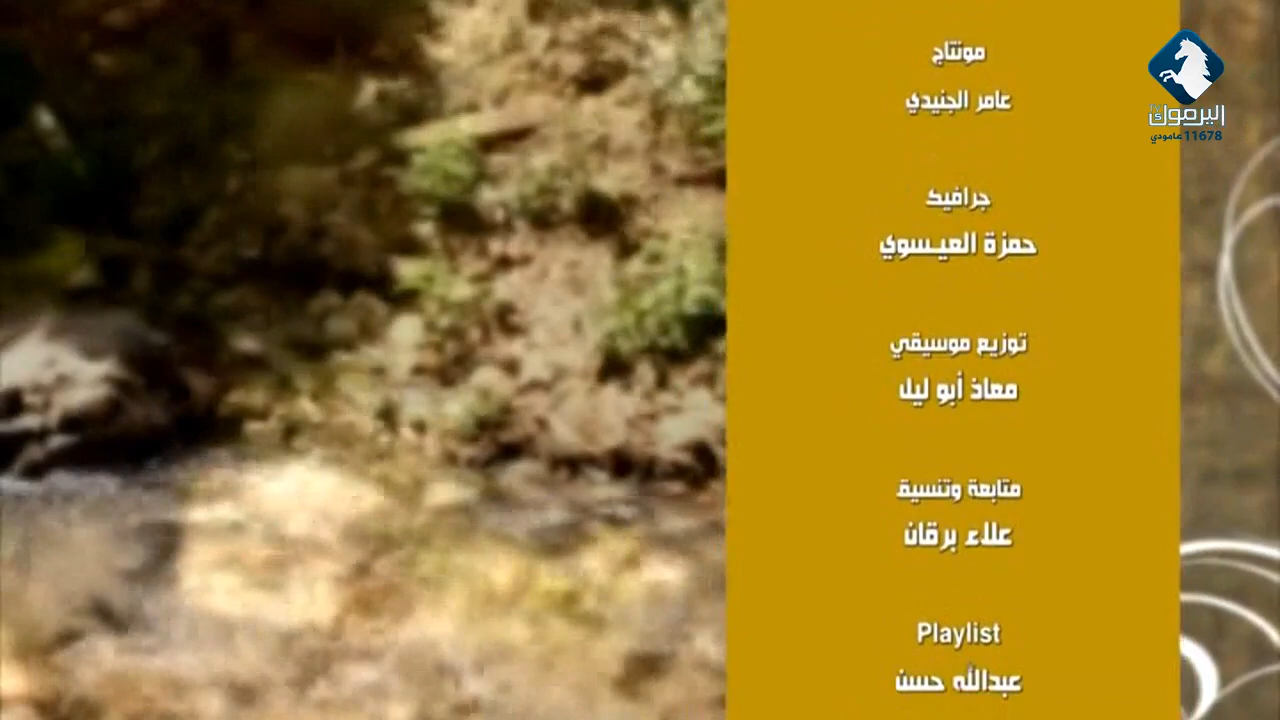 مونتاج
عامر الجنيدي
جرافيك
حمزة العيسوي
توزيع موسيقي
معاذ أبو ليل
متابعة وتنسيق
علاء برقان
Playlist
عبدالله حسن
اليرموك
11678 عامودي